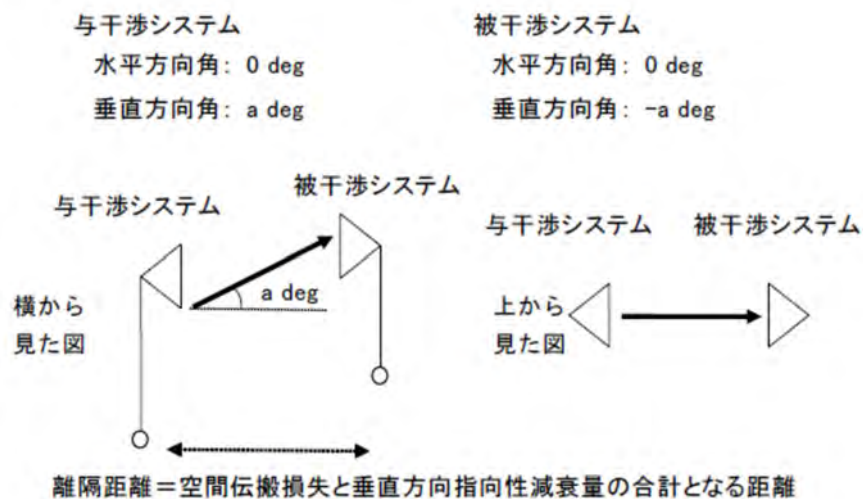 与干渉システム
水平方向角: 0 deg
垂直方向角: a deg
被干渉システム
水平方向角: 0 deg
垂直方向角: -a deg
与干渉システム
被干渉システム
a deg
横から
見た図
与干渉システム
被干渉システム
上から
見た図
離隔距離＝空間伝搬損失と垂直方向指向性減衰量の合計となる距離